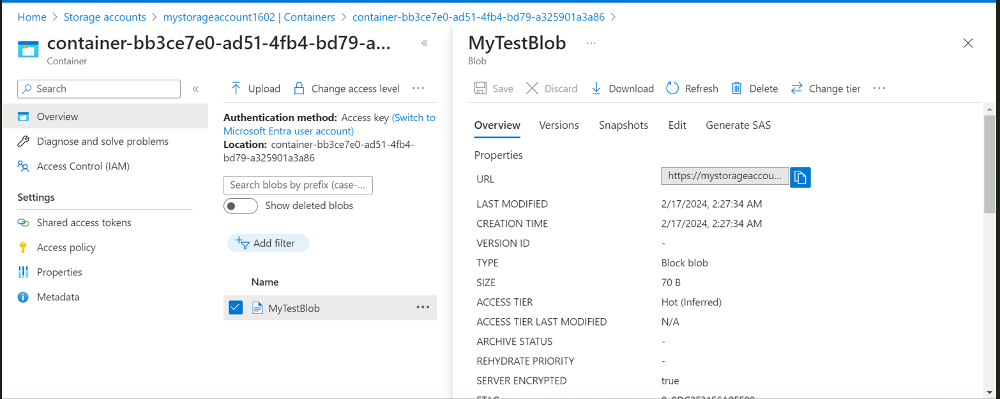 Home > Storage accounts > mystorageaccount1602 | Containers > container-bb3ce7e0-ad51-4fb4-bd79-a325901a3a86 >
container-bb3ce7e0-ad51-4fb4-bd79-a...
Container
Search
Overview
Diagnose and solve problems
Access Control (IAM)
Settings
Shared access tokens
Access policy
Properties
Metadata
Upload Change access level ...
Authentication method: Access key (Switch to
Microsoft Entra user account)
Location: container-bb3ce7e0-ad51-4fb4-
bd79-a325901a3a86
Search blobs by prefix (case-...
Show deleted blobs
Add filter
Name
MyTestBlob ...
MyTestBlob ...
Blob
Save Discard Download Refresh Delete Change tier ...
Overview Versions Snapshots Edit Generate SAS
Properties
URL https://mystorageaccou...
LAST MODIFIED 2/17/2024, 2:27:34 AM
CREATION TIME 2/17/2024, 2:27:34 AM
VERSION ID -
TYPE Block blob
SIZE 70 B
ACCESS TIER Hot (Inferred)
ACCESS TIER LAST MODIFIED N/A
ARCHIVE STATUS -
REHYDRATE PRIORITY -
SERVER ENCRYPTED true
ETAG